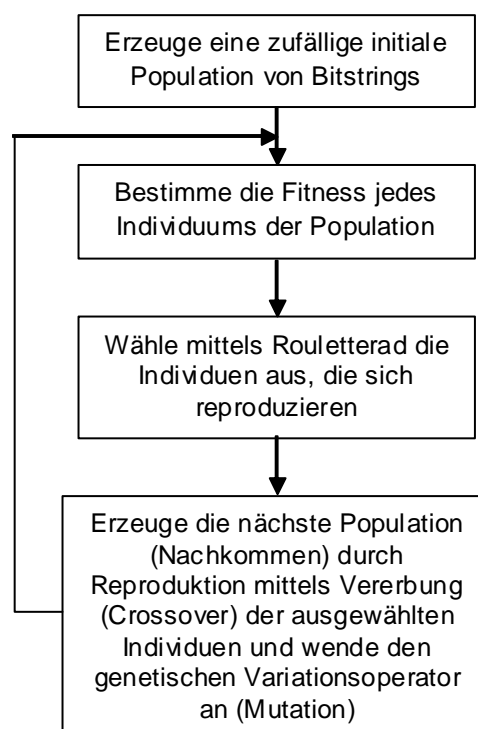 Erzeuge eine zufällige initiale
Population von Bitstrings
Bestimme die Fitness jedes
Individuums der Population
Wähle mittels Rouletterad die
Individuen aus, die sich
reproduzieren
Erzeuge die nächste Population
(Nachkommen) durch
Reproduktion mittels Vererbung
(Crossover) der ausgewählten
Individuen und wende den
genetischen Variationsoperator
an (Mutation)